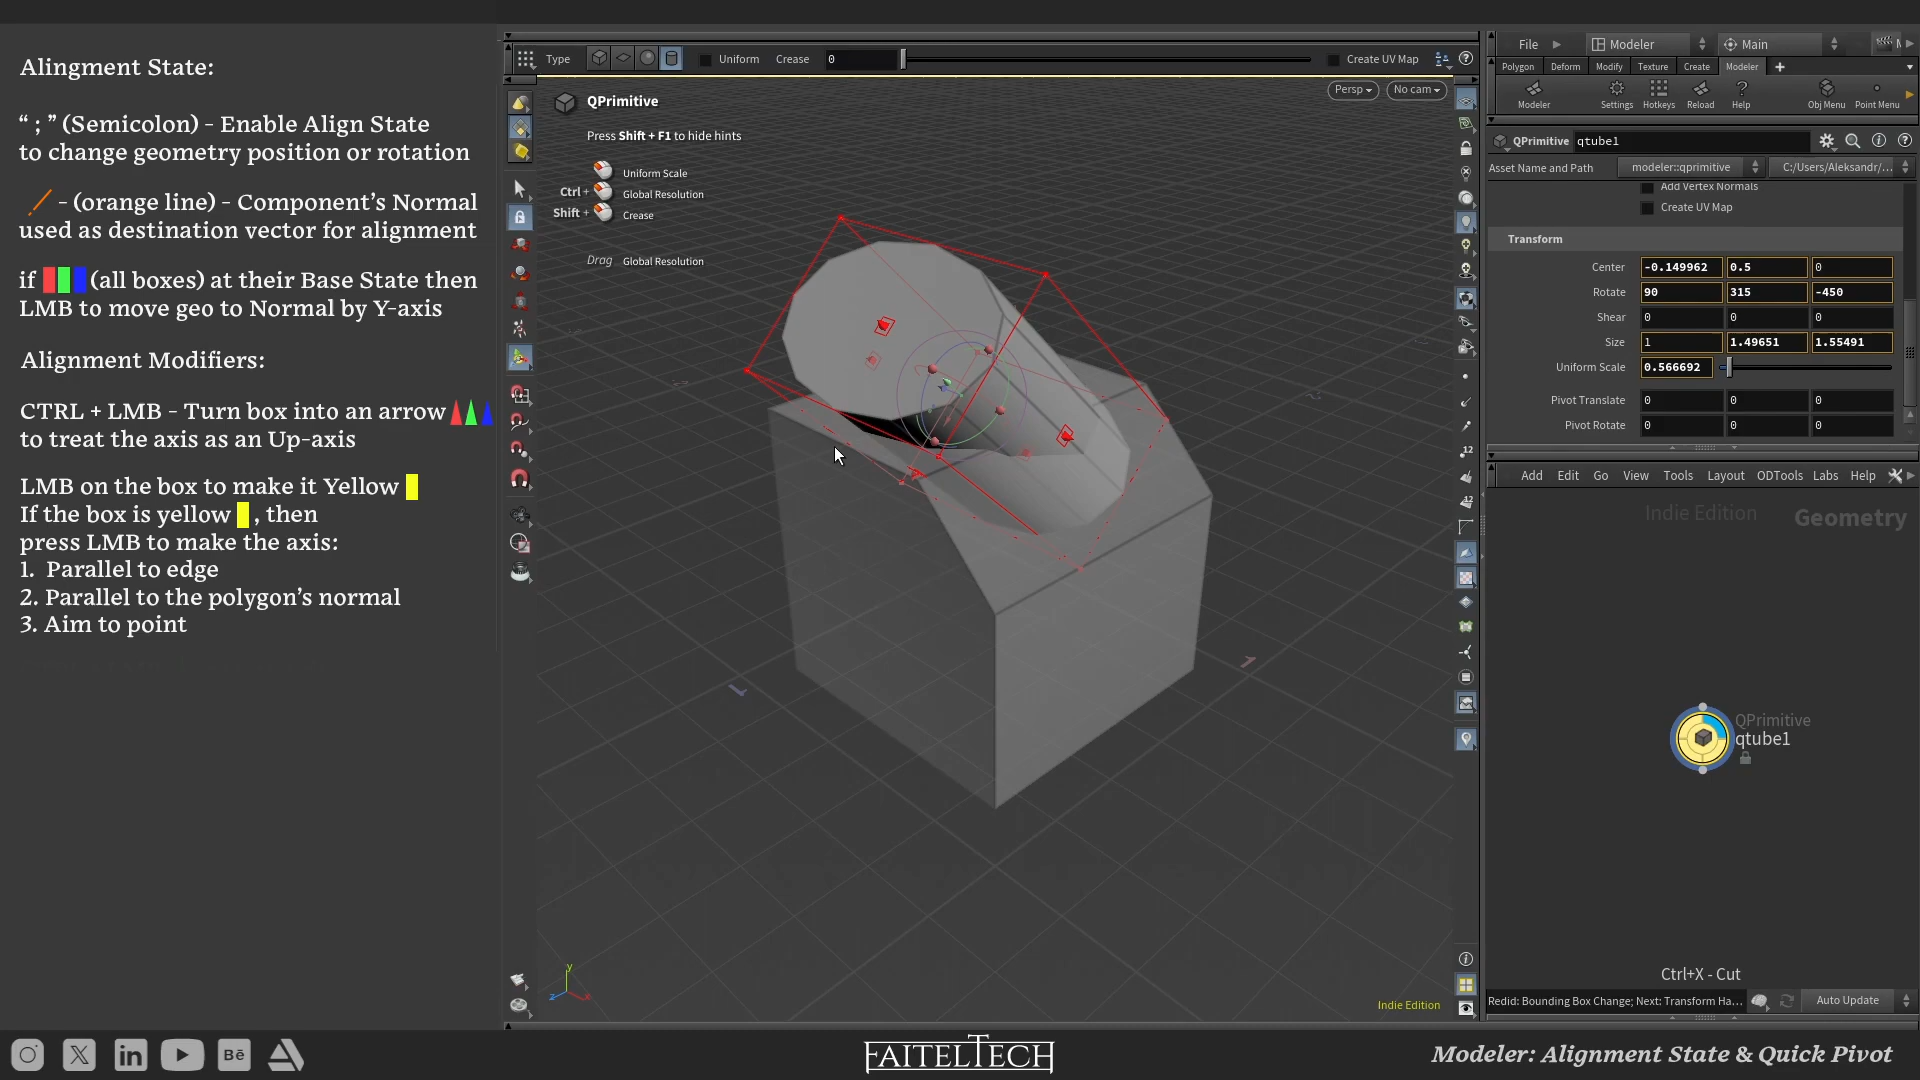 Alingment State:
“ ; ” (Semicolon) - Enable Align State
to change geometry position or rotation
- (orange line) - Component's Normal
used as destination vector for alignment
if (all boxes) at their Base State then
LMB to move geo to Normal by Y-axis
Alignment Modifiers:
CTRL + LMB - Turn box into an arrow
to treat the axis as an Up-axis
LMB on the box to make it Yellow
If the box is yellow , then
press LMB to make the axis:
1. Parallel to edge
2. Parallel to the polygon's normal
3. Aim to point
Type
Uniform
Crease
0
Create UV Map
QPrimitive
Persp
No cam
Press Shift + F1 to hide hints
Uniform Scale
Ctrl + Global Resolution
Shift + Crease
Drag Global Resolution
z y x
Indie Edition
File
Modeler
Main
Polygon Deform Modify Texture Create Modeler +
Modeler Settings Hotkeys Reload Help Obj Menu Point Menu
QPrimitive qtube1
Asset Name and Path modeler::qprimitive C:/Users/Aleksandr/...
Add Vertex Normals
Create UV Map
Transform
Center -0.149962 0.5 0
Rotate 90 315 -450
Shear 0 0 0
Size 1 1.49651 1.55491
Uniform Scale 0.566692
Pivot Translate 0 0 0
Pivot Rotate 0 0 0
Add Edit Go View Tools Layout ODTools Labs Help
Indie Edition Geometry
QPrimitive
qtube1
Ctrl+X - Cut
Redid: Bounding Box Change; Next: Transform Ha...
Auto Update
FAITELTECH
Modeler: Alignment State & Quick Pivot